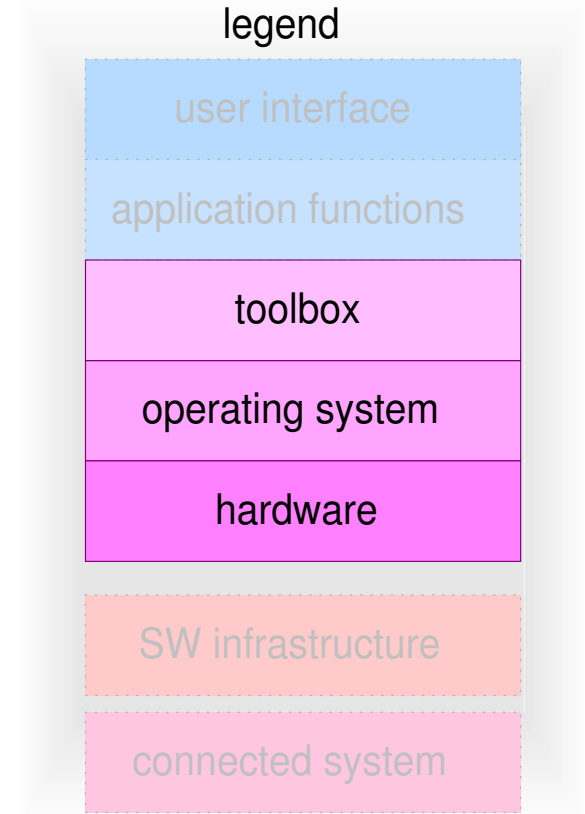 legend
user interface
application functions
toolbox
operating system
hardware
SW infrastructure
connected system